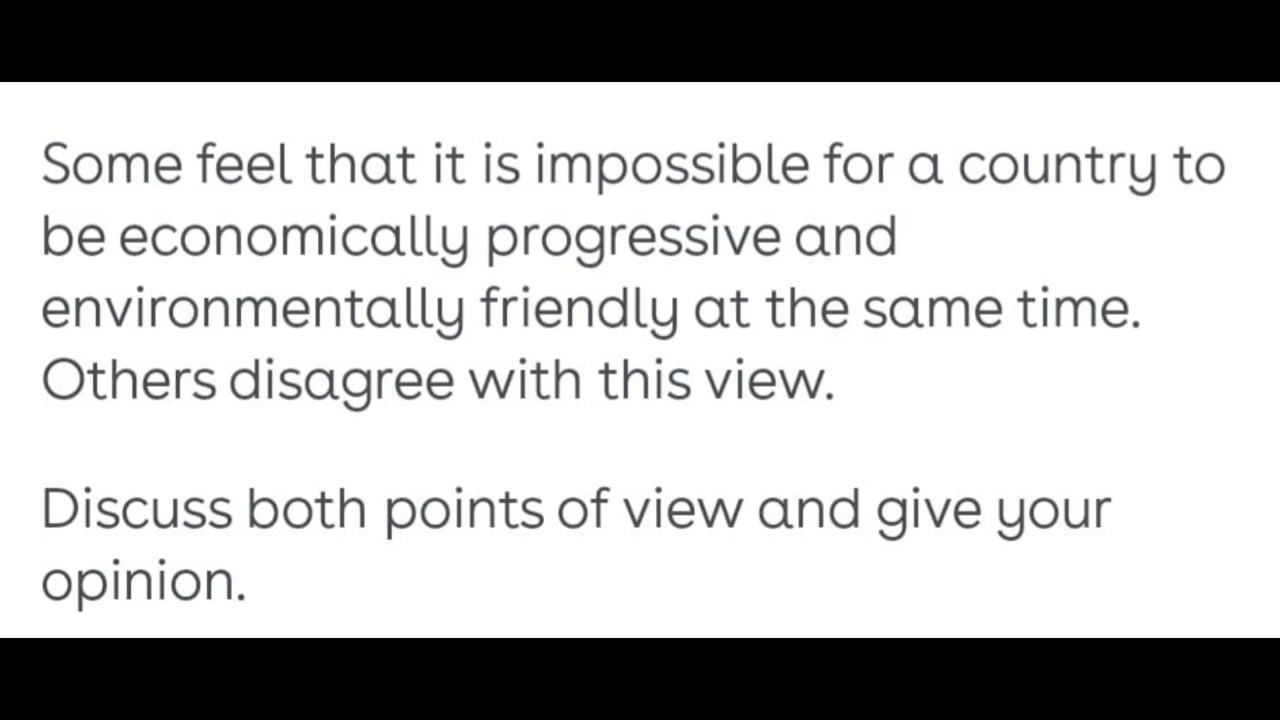 Some feel that it is impossible for a country to
be economically progressive and
environmentally friendly at the same time.
Others disagree with this view.
Discuss both points of view and give your
opinion.